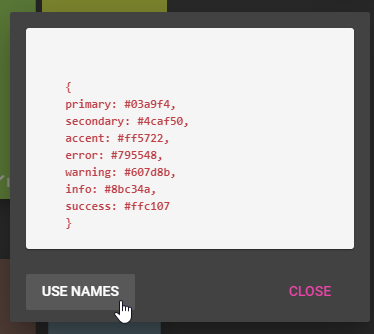 {
primary: #03a9f4,
secondary: #4caf50,
accent: #ff5722,
error: #795548,
warning: #607d8b,
info: #8bc34a,
success: #ffc107
}
USE NAMES
CLOSE